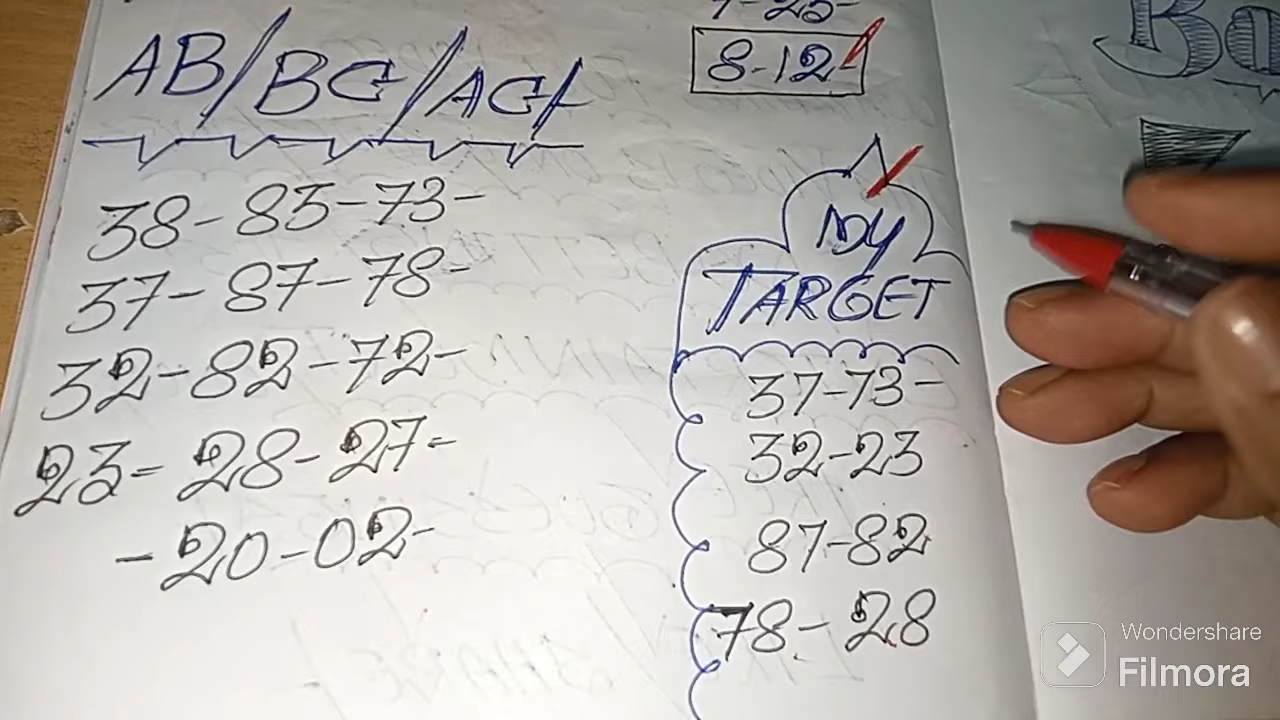 AB/BC/AC/
38-83-73-
37-87-78-
32-82-72-
23=28-27=
-20-02-
8-12-
My
TARGET
37-73-
32-23
87-82
78-28
Ba
Wondershare
Filmora